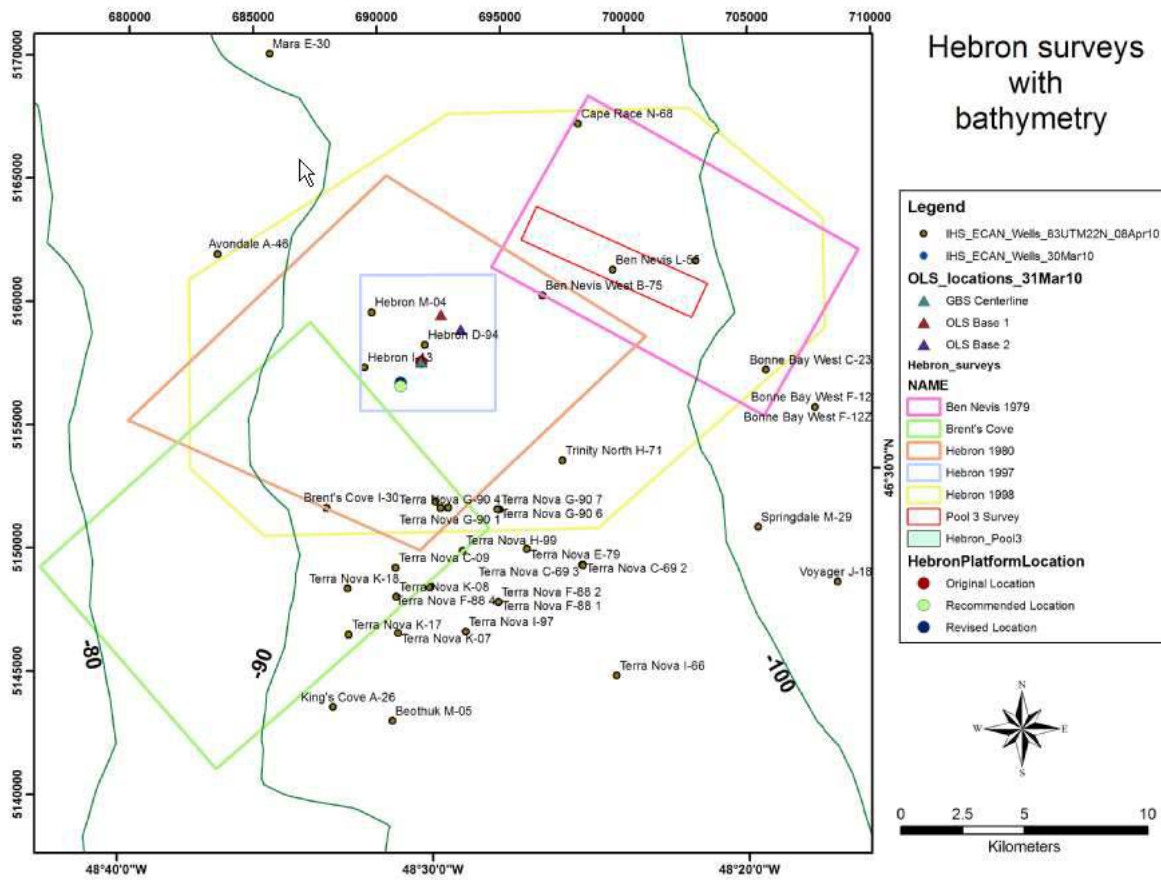 680000 685000 690000 695000 700000 705000 710000
Hebron surveys
with
bathymetry
5170000
5165000
5160000
5155000
5150000
5145000
5140000
Mara E-30
Cape Race N-68
Avondale A-46
Ben Nevis L-55
Ben Nevis West B-75
Hebron M-04
Hebron D-94
Hebron I-13
Bonne Bay West C-23
Bonne Bay West F-12
Bonne Bay West F-12Z
Trinity North H-71
Brent's Cove I-30
Terra Nova G-90 4
Terra Nova G-90 7
Terra Nova G-90 1
Terra Nova G-90 6
Springdale M-29
Terra Nova H-99
Terra Nova E-79
Terra Nova C-09
Terra Nova C-69 3
Terra Nova C-69 2
Voyager J-18
Terra Nova K-18
Terra Nova K-08
Terra Nova F-88 4
Terra Nova F-88 2
Terra Nova F-88 1
Terra Nova K-17
Terra Nova I-97
Terra Nova K-07
Terra Nova I-66
King's Cove A-26
Beothuk M-05
-80
-90
-100
46°30'0"N
48°40'0"W 48°30'0"W 48°20'0"W
Legend
IHS_ECAN_Wells_83UTM22N_08Apr10
IHS_ECAN_Wells_30Mar10
OLS_locations_31Mar10
GBS Centerline
OLS Base 1
OLS Base 2
Hebron_surveys
NAME
Ben Nevis 1979
Brent's Cove
Hebron 1980
Hebron 1997
Hebron 1998
Pool 3 Survey
Hebron_Pool3
HebronPlatformLocation
Original Location
Recommended Location
Revised Location
N
W E
S
0 2.5 5 10
Kilometers